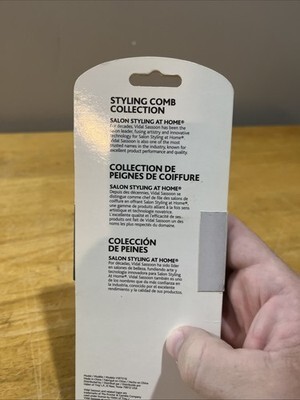 STYLING COMB
COLLECTION
SALON STYLING AT HOME®
For decades, Vidal Sassoon has been the
salon leader, fusing artistry and innovative
technology for Salon Styling at Home®.
Vidal Sassoon is also one of the most
trusted names in the industry, known for
excellent product performance and quality.
COLLECTION DE
PEIGNES DE COIFFURE
SALON STYLING AT HOME®
Depuis des décennies, Vidal Sassoon se
distingue comme chef de file des salons de
coiffure en offrant Salon Styling at Home®,
une gamme de produits alliant à la fois sens
artistique et technologie novatrice.
L'excellente qualité et l'efficacité de ses
produits ont fait de Vidal Sassoon un des
noms les plus respectés du domaine.
COLECCIÓN
DE PEINES
SALON STYLING AT HOME®
Por décadas, Vidal Sassoon ha sido líder
en salones de belleza, fundiendo arte y
tecnología innovadora para Salon Styling
at Home®. Vidal Sassoon también es uno
de los nombres que da más confianza en
la industria, conocido por el excelente
rendimiento y la calidad de sus productos.